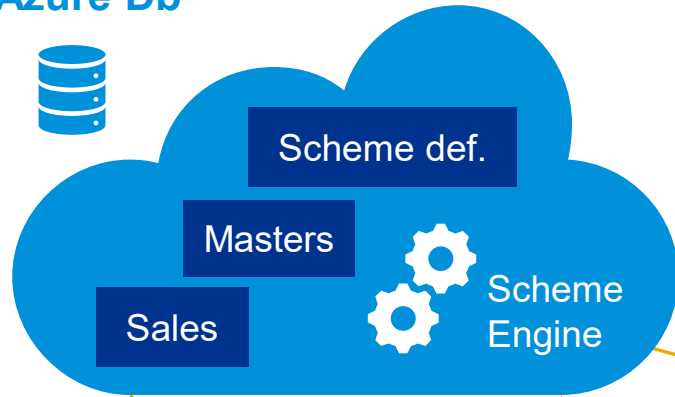 Azure Db
Scheme def.
Masters
Sales
Scheme
Engine